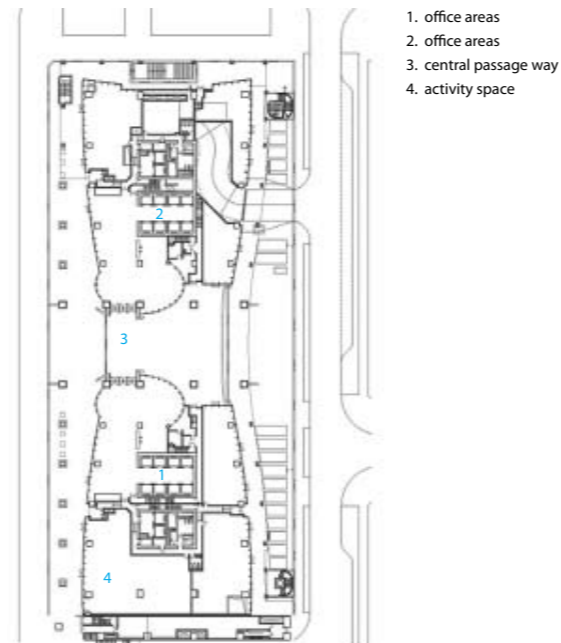 1. office areas
2. office areas
3. central passage way
4. activity space
2
3
1
4